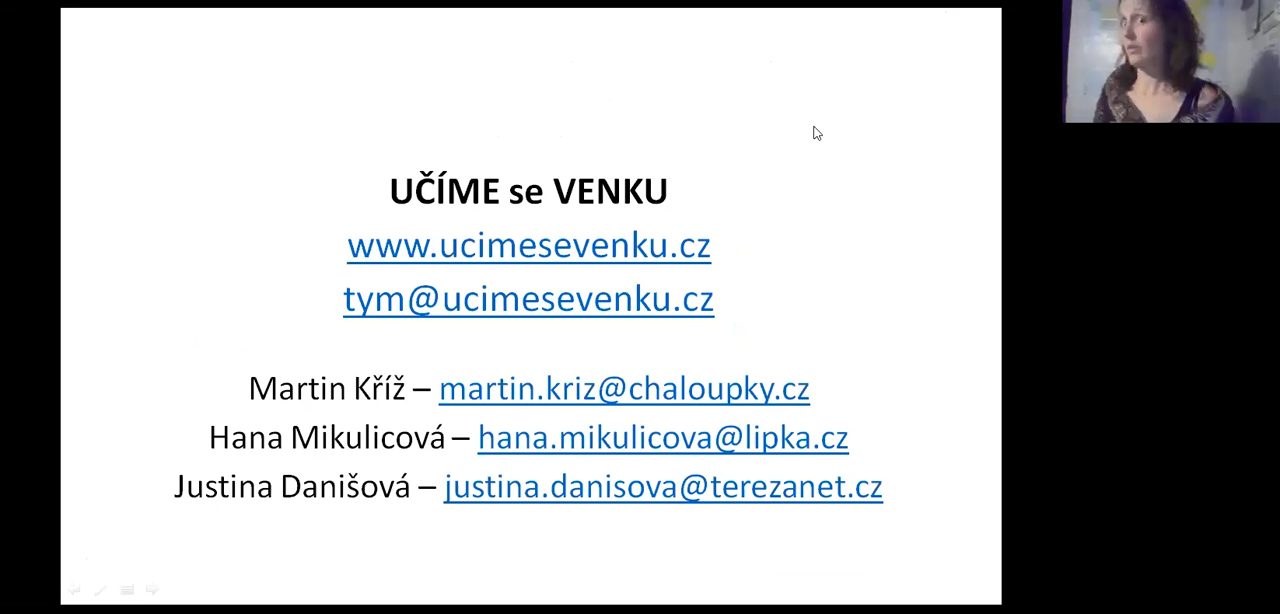 UČÍME se VENKU
www.ucimesevenku.cz
tym@ucimesevenku.cz
Martin Kříž – martin.kriz@chaloupky.cz
Hana Mikulicová – hana.mikulicova@lipka.cz
Justina Danišová – justina.danisova@terezanet.cz